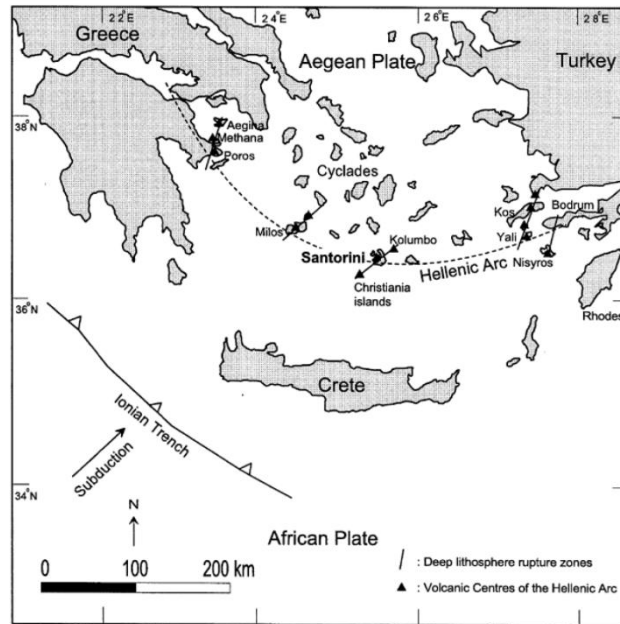 22°E
24°E
26°E
28°E
Greece
Aegean Plate
Turkey
38°N
Aegina
Methana
Poros
Cyclades
Bodrum
Kos
Milos
Kolumbo
Yali
Santorini
Hellenic Arc
Nisyros
Christiania
islands
Rhodes
36°N
Crete
Ionian Trench
Subduction
34°N
N
African Plate
0 100 200 km
: Deep lithosphere rupture zones
: Volcanic Centres of the Hellenic Arc